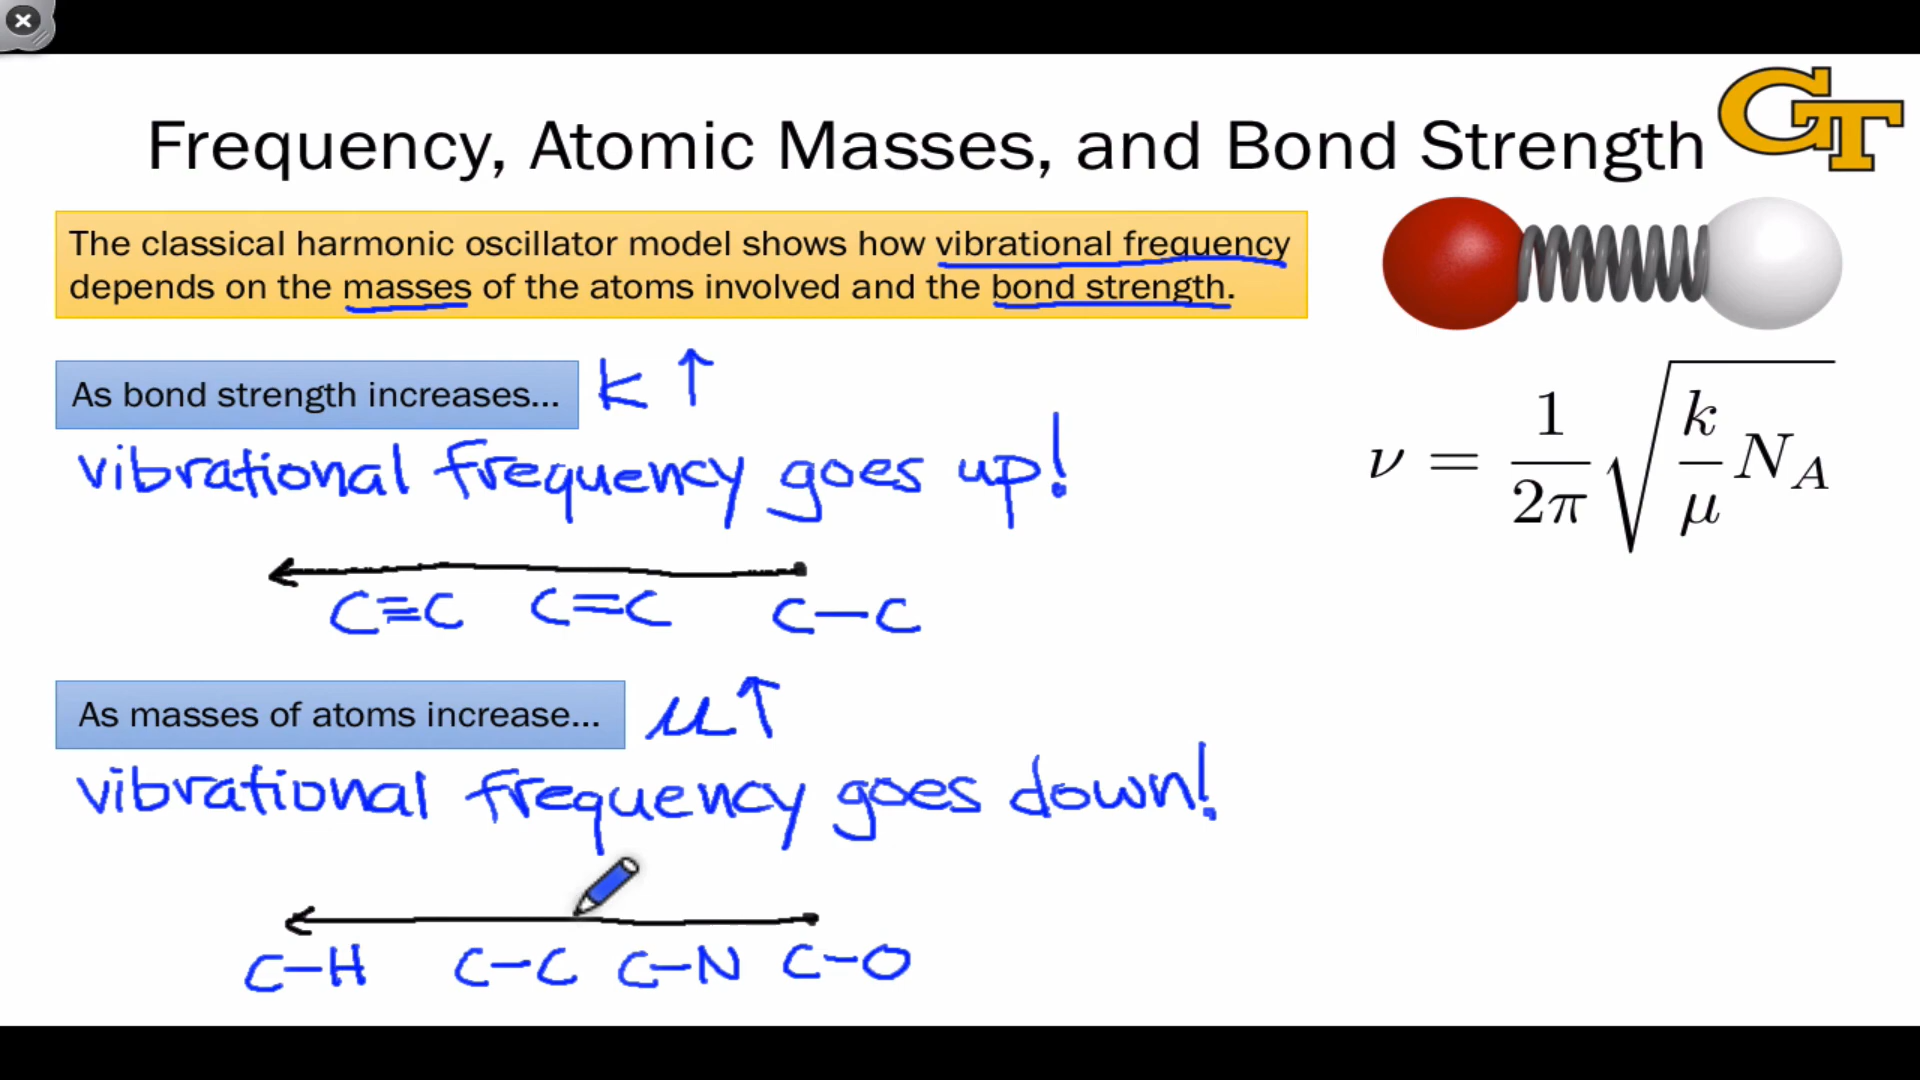 GT
Frequency, Atomic Masses, and Bond Strength
The classical harmonic oscillator model shows how vibrational frequency
depends on the masses of the atoms involved and the bond strength.
As bond strength increases... k ↑
vibrational frequency goes up!
ν = 1/2π √(k/μ N_A)
C≡C C=C C–C
As masses of atoms increase... μ↑
vibrational frequency goes down!
C–H C–C C–N C–O